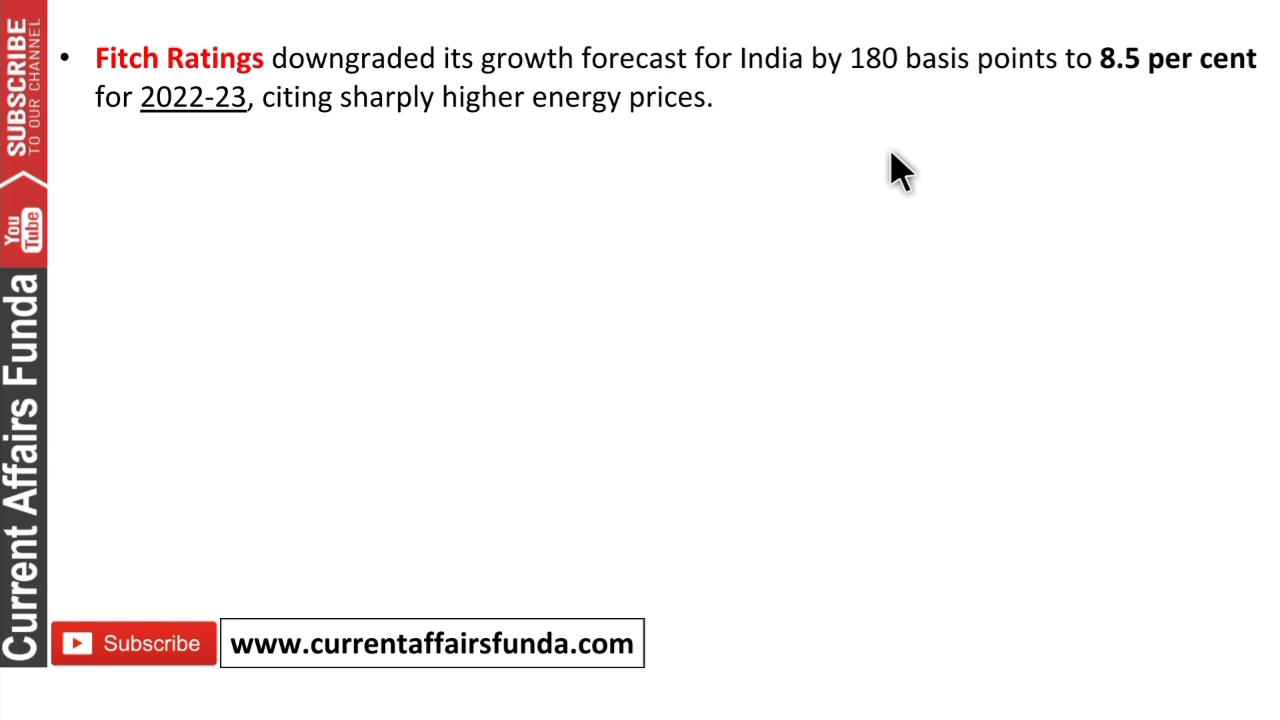 • Fitch Ratings downgraded its growth forecast for India by 180 basis points to 8.5 per cent
for 2022-23, citing sharply higher energy prices.
SUBSCRIBE
TO OUR CHANNEL
You
Tube
Current Affairs Funda
Subscribe
www.currentaffairsfunda.com